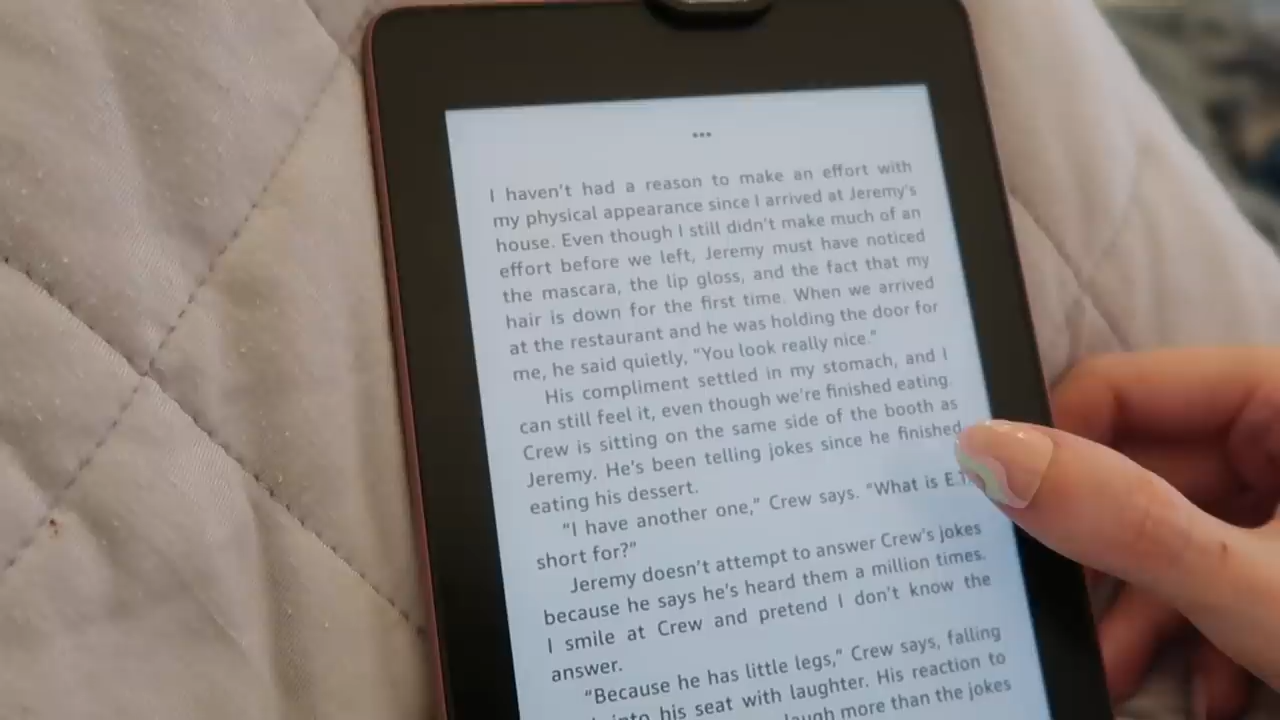 •••
I haven't had a reason to make an effort with
my physical appearance since I arrived at Jeremy's
house. Even though I still didn't make much of an
effort before we left, Jeremy must have noticed
the mascara, the lip gloss, and the fact that my
hair is down for the first time. When we arrived
at the restaurant and he was holding the door for
me, he said quietly, "You look really nice."
His compliment settled in my stomach, and I
can still feel it, even though we're finished eating.
Crew is sitting on the same side of the booth as
Jeremy. He's been telling jokes since he finished
eating his dessert.
"I have another one," Crew says. "What is E.T.
short for?"
Jeremy doesn't attempt to answer Crew's jokes
because he says he's heard them a million times.
I smile at Crew and pretend I don't know the
answer.
"Because he has little legs," Crew says, falling
into his seat with laughter. His reaction to
laugh more than the jokes